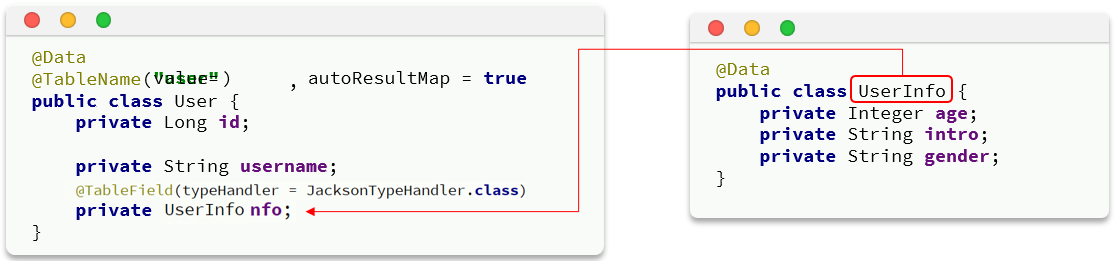 @Data
@TableName(value="user") , autoResultMap = true
public class User {
private Long id;
private String username;
@TableField(typeHandler = JacksonTypeHandler.class)
private UserInfo nfo;
}
@Data
public class UserInfo {
private Integer age;
private String intro;
private String gender;
}